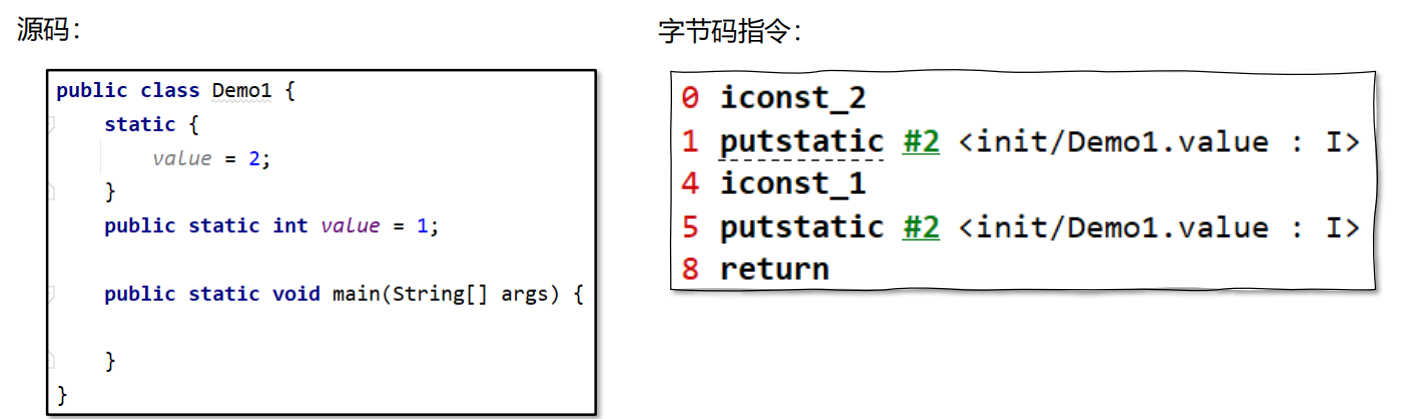 源码：
public class Demo1 {
    static {
        value = 2;
    }
    public static int value = 1;
    public static void main(String[] args) {
    }
}
字节码指令：
0 iconst_2
1 putstatic #2 <init/Demo1.value : I>
4 iconst_1
5 putstatic #2 <init/Demo1.value : I>
8 return